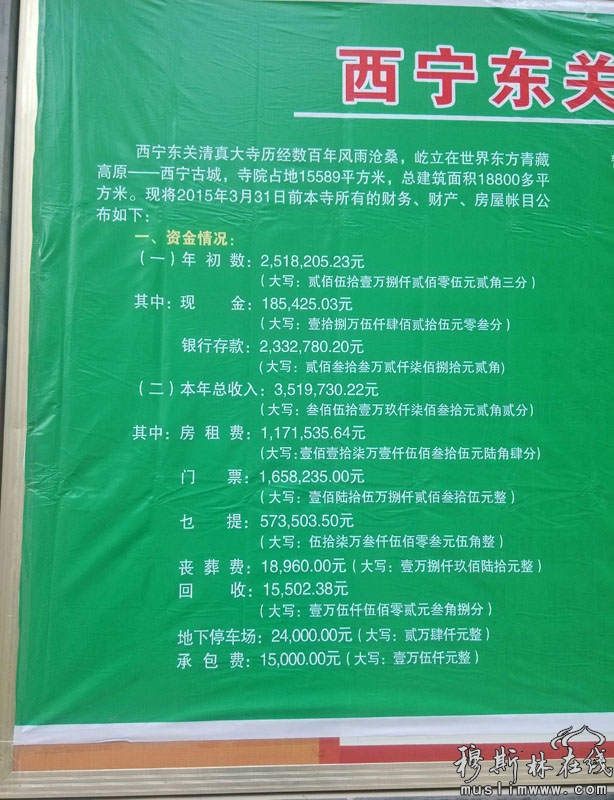 西宁东关
西宁东关清真大寺历经数百年风雨沧桑，屹立在世界东方青藏
高原——西宁古城，寺院占地15589平方米，总建筑面积18800多平
方米。现将2015年3月31日前本寺所有的财务、财产、房屋帐目公
布如下：
一、资金情况：
（一）年 初 数：2,518,205.23元
（大写：贰佰伍拾壹万捌仟贰佰零伍元贰角三分）
其中：现 金：185,425.03元
（大写：壹拾捌万伍仟肆佰贰拾伍元零叁分）
银行存款：2,332,780.20元
（大写：贰佰叁拾叁万贰仟柒佰捌拾元贰角）
（二）本年总收入：3,519,730.22元
（大写：叁佰伍拾壹万玖仟柒佰叁拾元贰角贰分）
其中：房 租 费：1,171,535.64元
（大写:壹佰壹拾柒万壹仟伍佰叁拾伍元陆角肆分）
门 票：1,658,235.00元
（大写：壹佰陆拾伍万捌仟贰佰叁拾伍元整）
乜 提：573,503.50元
（大写：伍拾柒万叁仟伍佰零叁元伍角整）
丧 葬 费：18,960.00元（大写：壹万捌仟玖佰陆拾元整）
回 收：15,502.38元
（大写：壹万伍仟伍佰零贰元叁角捌分）
地下停车场：24,000.00元（大写：贰万肆仟元整）
承 包 费：15,000.00元（大写：壹万伍仟元整）
穆斯林在线
muslimwww.com